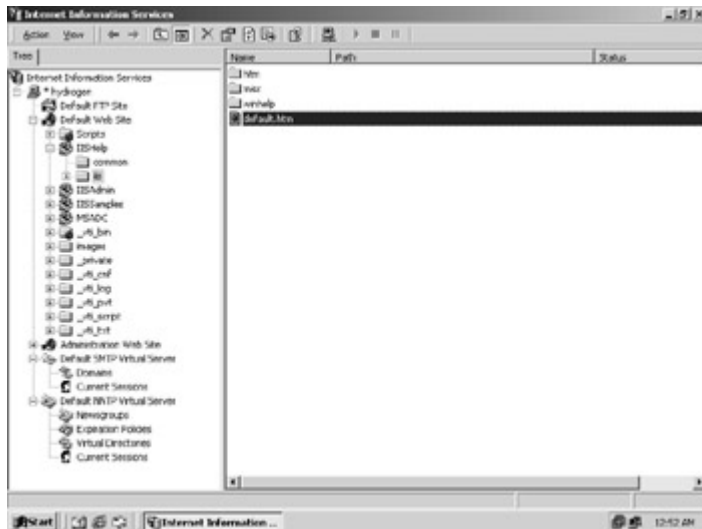 Internet Information Services
Action View
Tree
Name Path Status
Internet Information Services
* hydrogen
Default FTP Site
Default Web Site
Scripts
IISHelp
common
iis
IISAdmin
IISSamples
MSADC
_vti_bin
images
_private
_vti_cnf
_vti_log
_vti_pvt
_vti_script
_vti_txt
Administration Web Site
Default SMTP Virtual Server
Domains
Current Sessions
Default NNTP Virtual Server
Newsgroups
Expiration Policies
Virtual Directories
Current Sessions
htm
misc
winhelp
default.htm
Start
Internet Information ...
12:52 AM